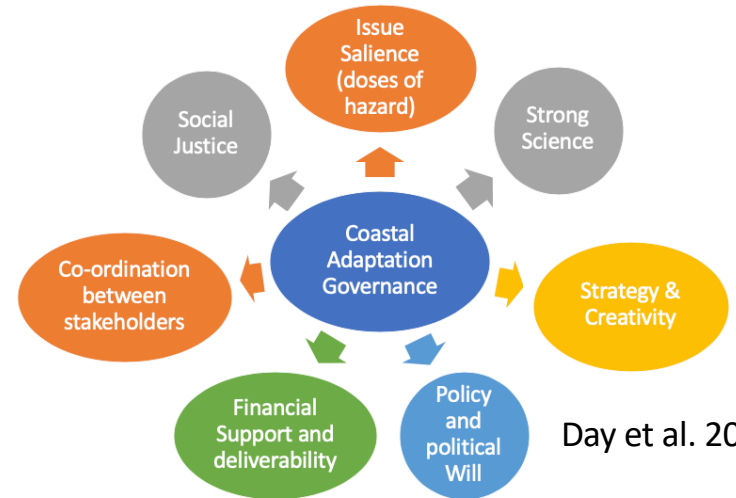 Issue
Salience
(doses of
hazard)
Social
Justice
Strong
Science
Coastal
Adaptation
Governance
Co-ordination
between
stakeholders
Strategy &
Creativity
Financial
Support and
deliverability
Policy
and
political
Will
Day et al. 20